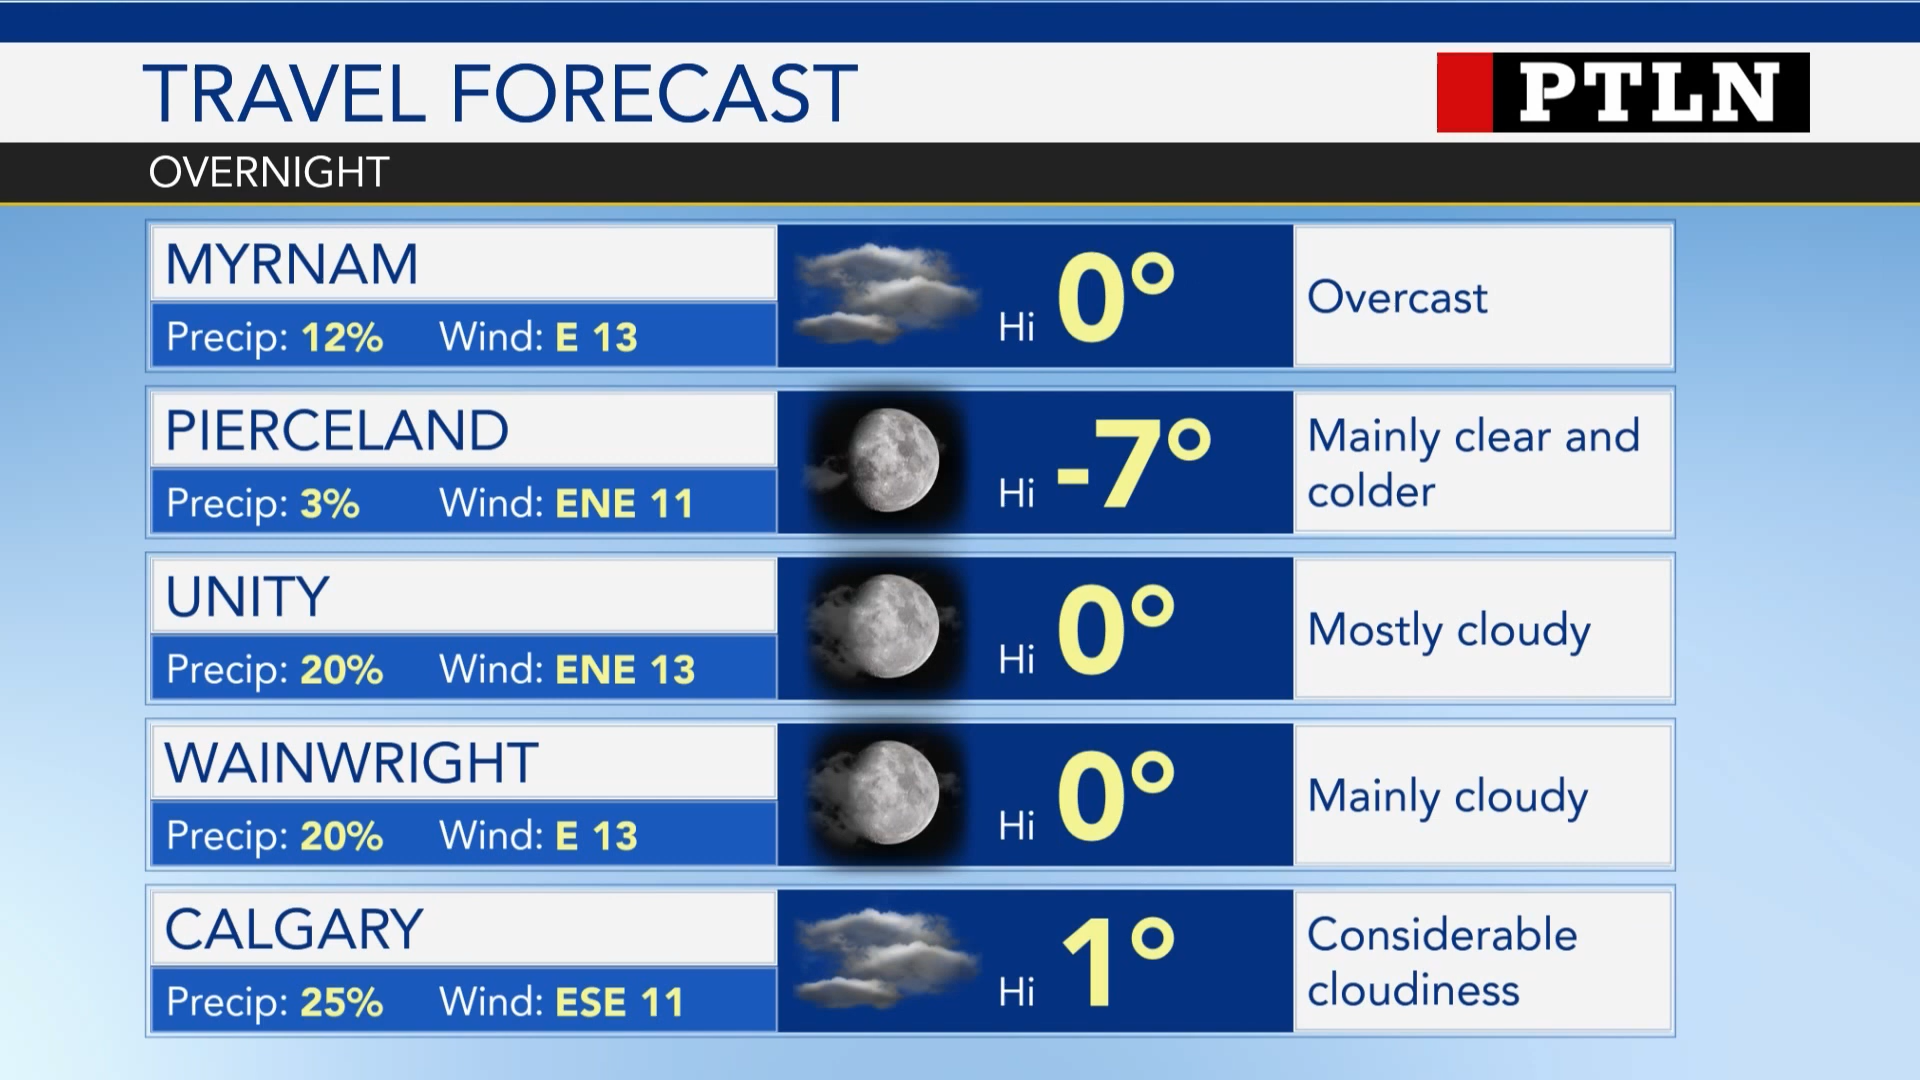 TRAVEL FORECAST
PTLN
OVERNIGHT
MYRNAM
Precip: 12% Wind: E 13
Hi 0°
Overcast
PIERCELAND
Precip: 3% Wind: ENE 11
Hi -7°
Mainly clear and
colder
UNITY
Precip: 20% Wind: ENE 13
Hi 0°
Mostly cloudy
WAINWRIGHT
Precip: 20% Wind: E 13
Hi 0°
Mainly cloudy
CALGARY
Precip: 25% Wind: ESE 11
Hi 1°
Considerable
cloudiness